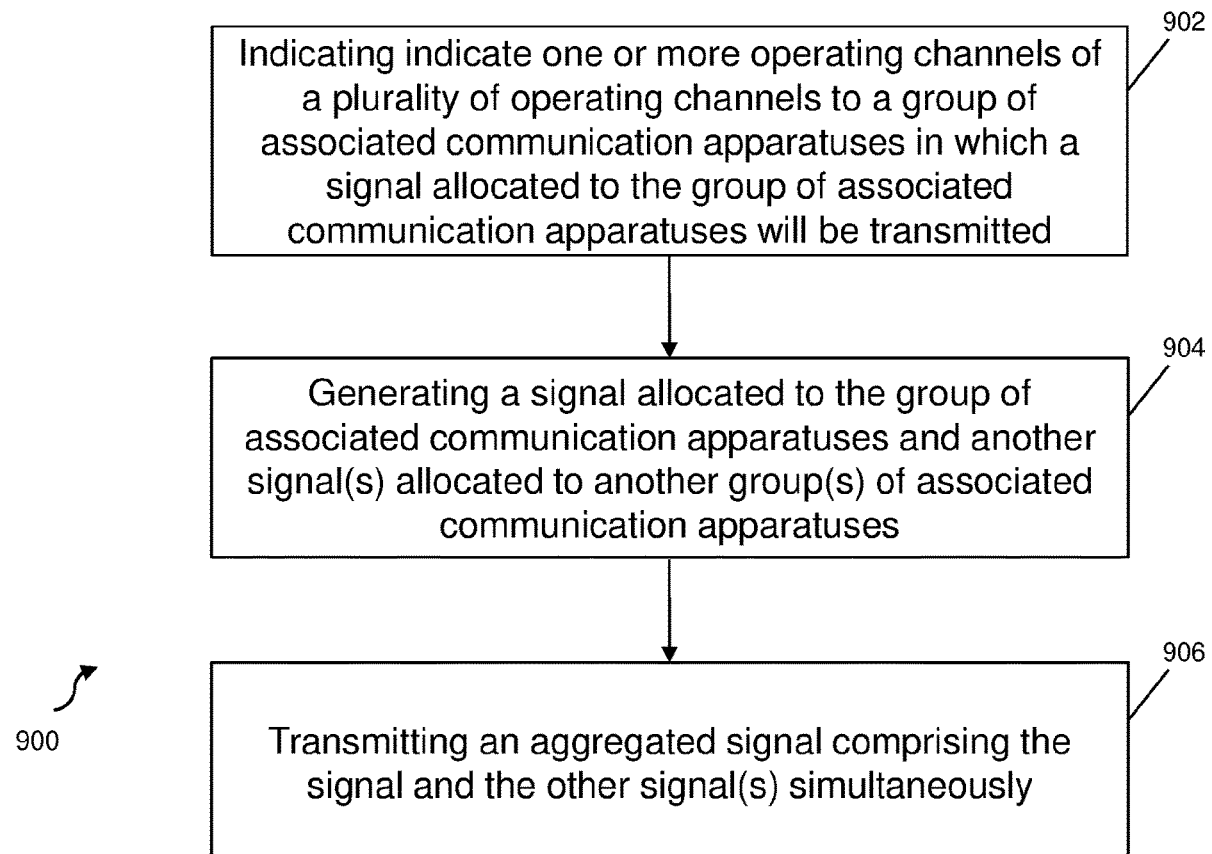 Indicating indicate one or more operating channels of
a plurality of operating channels to a group of
associated communication apparatuses in which a
signal allocated to the group of associated
communication apparatuses will be transmitted
902
Generating a signal allocated to the group of
associated communication apparatuses and another
signal(s) allocated to another group(s) of associated
communication apparatuses
904
Transmitting an aggregated signal comprising the
signal and the other signal(s) simultaneously
906
900